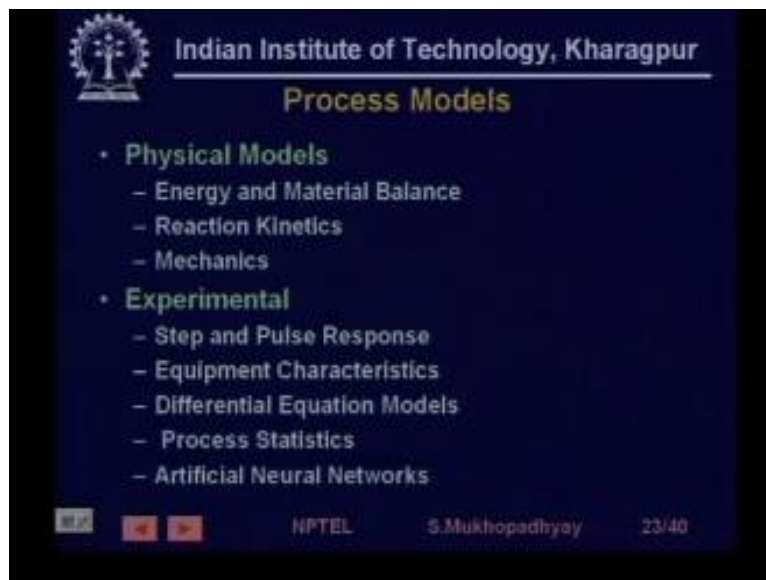 Indian Institute of Technology, Kharagpur
Process Models
• Physical Models
– Energy and Material Balance
– Reaction Kinetics
– Mechanics
• Experimental
– Step and Pulse Response
– Equipment Characteristics
– Differential Equation Models
– Process Statistics
– Artificial Neural Networks
NPTEL S.Mukhopadhyay 23/40